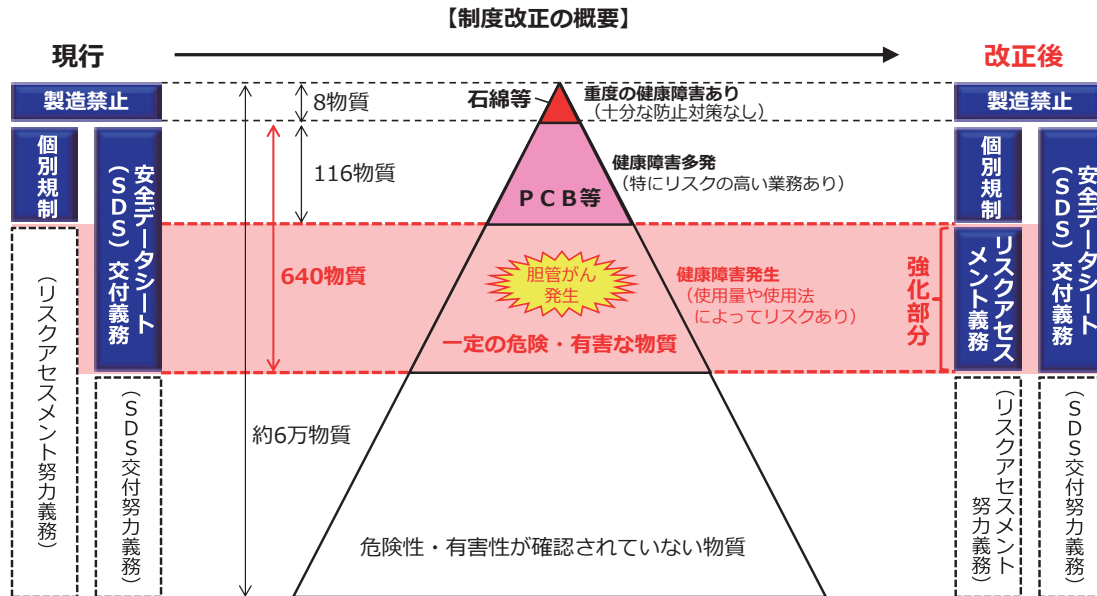 【制度改正の概要】
現行
改正後
製造禁止
個別規制
安全データシート
（SDS）交付義務
（リスクアセスメント努力義務）
（SDS交付努力義務）
8物質
116物質
640物質
約6万物質
石綿等
重度の健康障害あり
（十分な防止対策なし）
PCB等
健康障害多発
（特にリスクの高い業務あり）
胆管がん
発生
健康障害発生
（使用量や使用法
によってリスクあり）
一定の危険・有害な物質
危険性・有害性が確認されていない物質
強化部分
製造禁止
個別規制
リスクアセス
メント義務
安全データシート
（SDS）交付義務
（リスクアセスメント
努力義務）
（SDS交付努力義務）